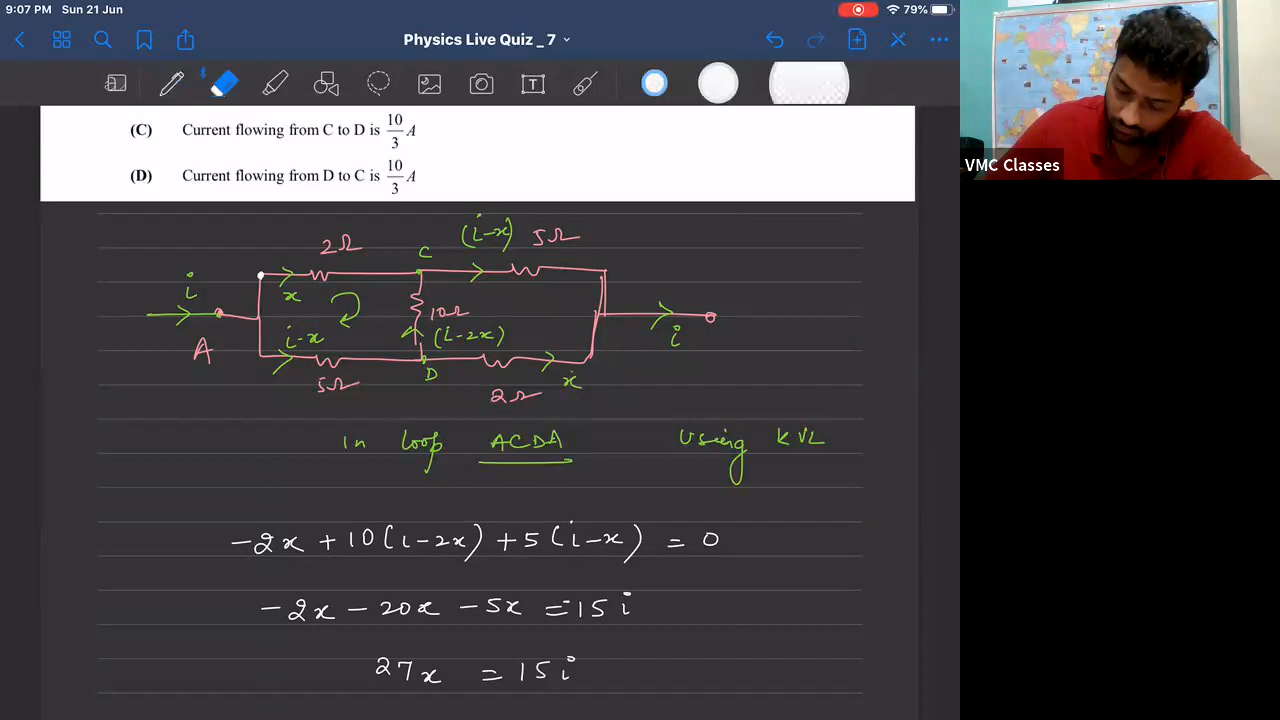 9:07 PM Sun 21 Jun
79%
Physics Live Quiz _ 7
T
(C) Current flowing from C to D is 10/3 A
(D) Current flowing from D to C is 10/3 A
2Ω
C
(i-x)
5Ω
i
x
10Ω
A
i-x
(i-2x)
i
5Ω
D
2Ω
x
In loop ACDA Using KVL
-2x + 10(i-2x) + 5(i-x) = 0
-2x - 20x - 5x = -15i
27x = 15i
VMC Classes